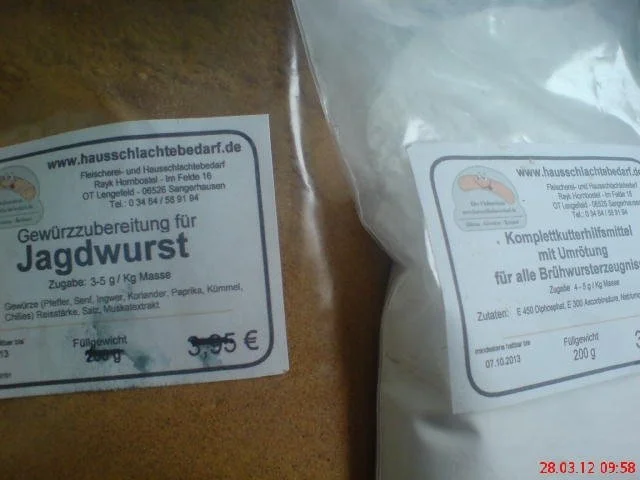 www.hausschlachtebedarf.de
Fleischerei- und Hausschlachtebedarf
Rayk Hornbostel - Im Felde 16
OT Lengefeld - 06526 Sangerhausen
Tel.: 0 34 64 / 58 91 94
Gewürzzubereitung für
Jagdwurst
Zugabe: 3-5 g / Kg Masse
Gewürze (Pfeffer, Senf, Ingwer, Koriander, Paprika, Kümmel,
Chilies) Reisstärke, Salz, Muskatextrakt
Füllgewicht
200 g
3,95 €
www.hausschlachtebedarf.de
Fleischerei- und Hausschlachtebedarf
Rayk Hornbostel - Im Felde 16
OT Lengefeld - 06526 Sangerhausen
Tel.: 0 34 64 / 58 91 94
Komplettkutterhilfsmittel
mit Umrötung
für alle Brühwursterzeugnis
Zugabe 4-5 g / Kg Masse
Zutaten: E 450 Diphosphat, E 300 Ascorbinsäure,
mindestens haltbar bis
07.10.2013
Füllgewicht
200 g
28.03.12 09:58